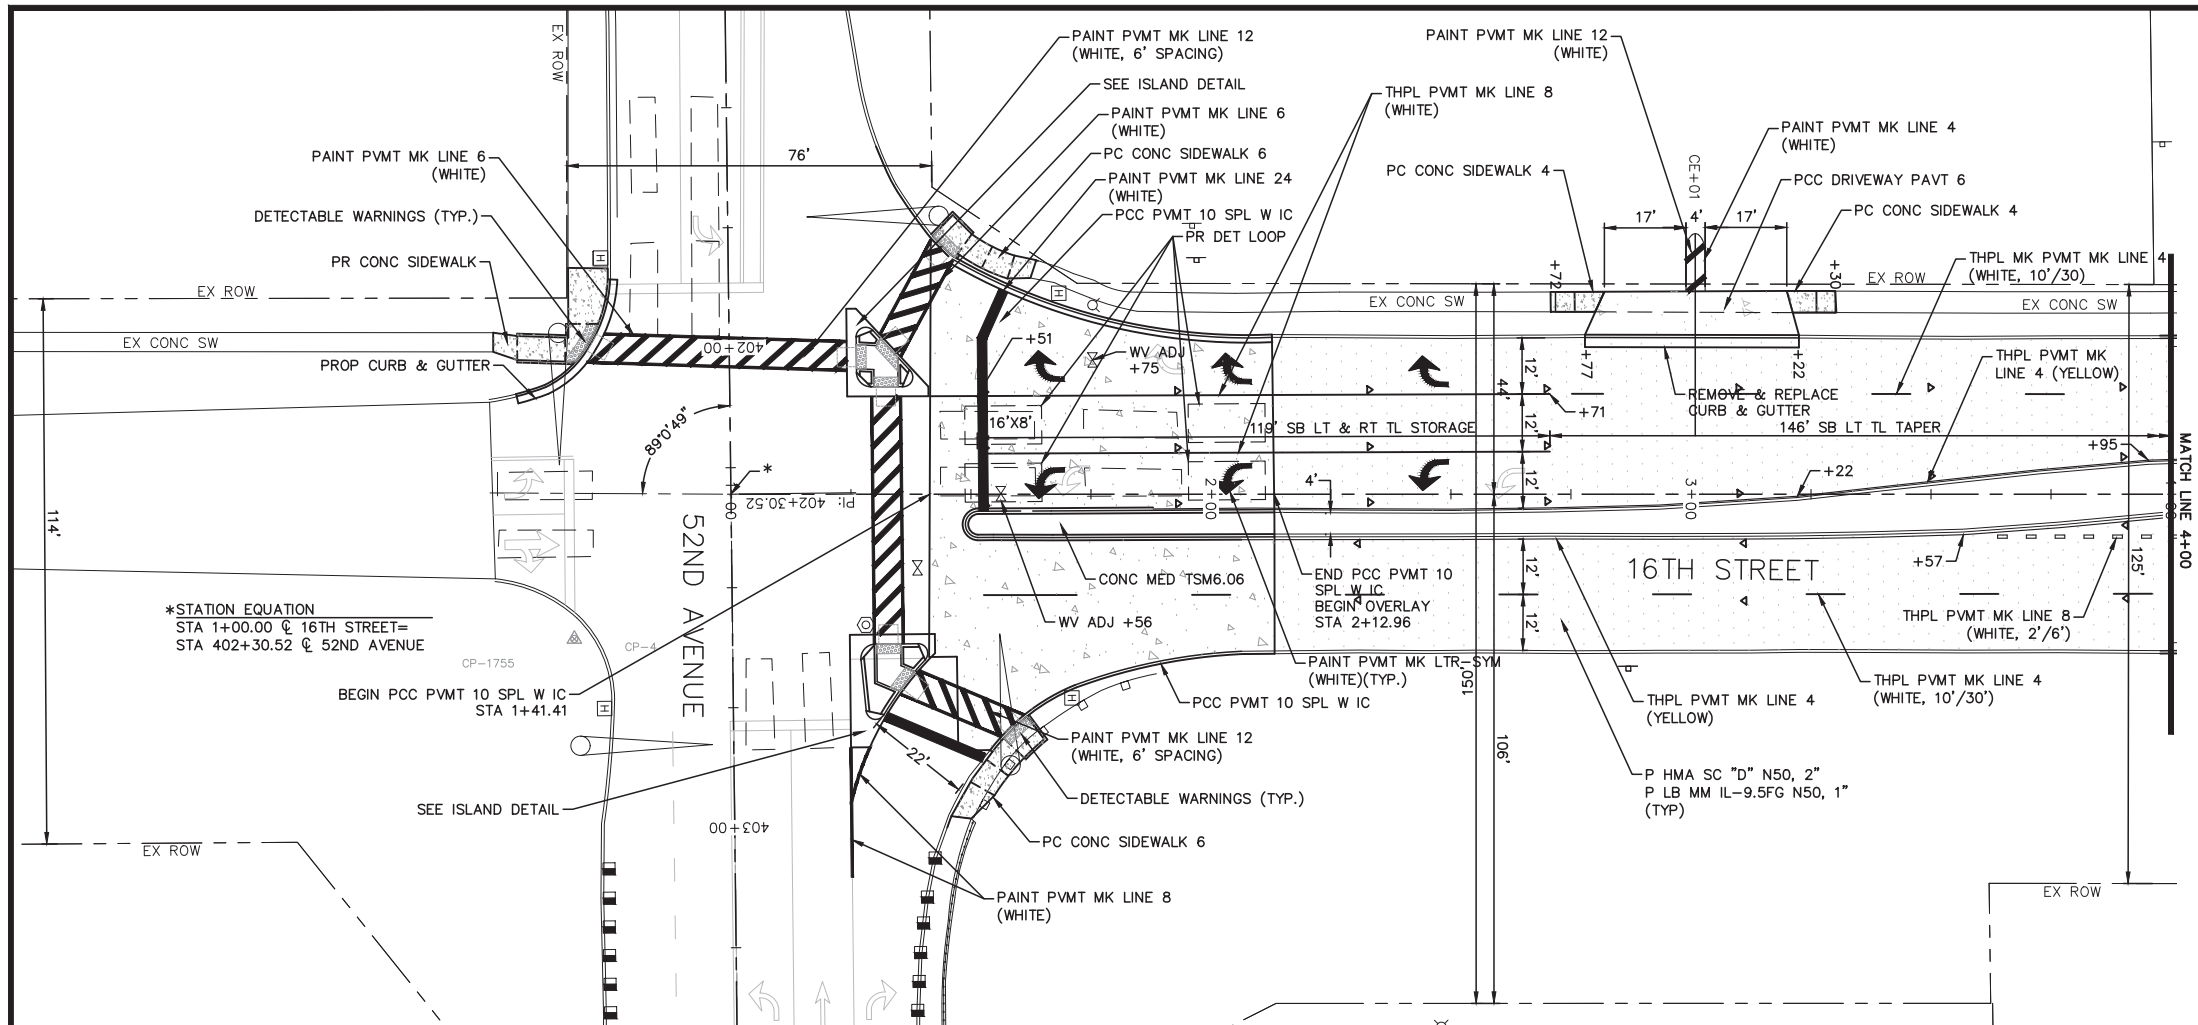 EX ROW
PAINT PVMT MK LINE 12
(WHITE, 6' SPACING)
SEE ISLAND DETAIL
PAINT PVMT MK LINE 6
(WHITE)
PC CONC SIDEWALK 6
PAINT PVMT MK LINE 24
(WHITE)
PCC PVMT 10 SPL W IC
PR DET LOOP
THPL PVMT MK LINE 8
(WHITE)
PAINT PVMT MK LINE 12
(WHITE)
PAINT PVMT MK LINE 4
(WHITE)
PC CONC SIDEWALK 4
CE+01
PCC DRIVEWAY PAVT 6
PC CONC SIDEWALK 4
17'
4'
17'
THPL MK PVMT MK LINE 4
(WHITE, 10'/30)
76'
PAINT PVMT MK LINE 6
(WHITE)
DETECTABLE WARNINGS (TYP.)
PR CONC SIDEWALK
H
EX ROW
EX CONC SW
PROP CURB & GUTTER
402+00
89°0'49"
H
EX CONC SW
+72
+30
EX ROW
EX CONC SW
+51
WV ADJ
+75
+77
+22
THPL PVMT MK
LINE 4 (YELLOW)
REMOVE & REPLACE
CURB & GUTTER
44'
12'
12'
12'
+71
16'X8'
119' SB LT & RT TL STORAGE
146' SB LT TL TAPER
+95
+22
MATCH LINE 4+00
*
1+00
PI: 402+30.52
2+00
3+00
4'
114'
52ND AVENUE
CONC MED TSM6.06
WV ADJ +56
END PCC PVMT 10
SPL W IC
BEGIN OVERLAY
STA 2+12.96
12'
12'
16TH STREET
+57
125'
THPL PVMT MK LINE 8
(WHITE, 2'/6')
*STATION EQUATION
STA 1+00.00 ℄ 16TH STREET=
STA 402+30.52 ℄ 52ND AVENUE
CP-1755
CP-4
BEGIN PCC PVMT 10 SPL W IC
STA 1+41.41
H
PAINT PVMT MK LTR-SYM
(WHITE)(TYP.)
PCC PVMT 10 SPL W IC
H
150'
106'
THPL PVMT MK LINE 4
(YELLOW)
THPL PVMT MK LINE 4
(WHITE, 10'/30')
PAINT PVMT MK LINE 12
(WHITE, 6' SPACING)
22'
P HMA SC "D" N50, 2"
P LB MM IL-9.5FG N50, 1"
(TYP)
DETECTABLE WARNINGS (TYP.)
SEE ISLAND DETAIL
403+00
PC CONC SIDEWALK 6
EX ROW
PAINT PVMT MK LINE 8
(WHITE)
EX ROW